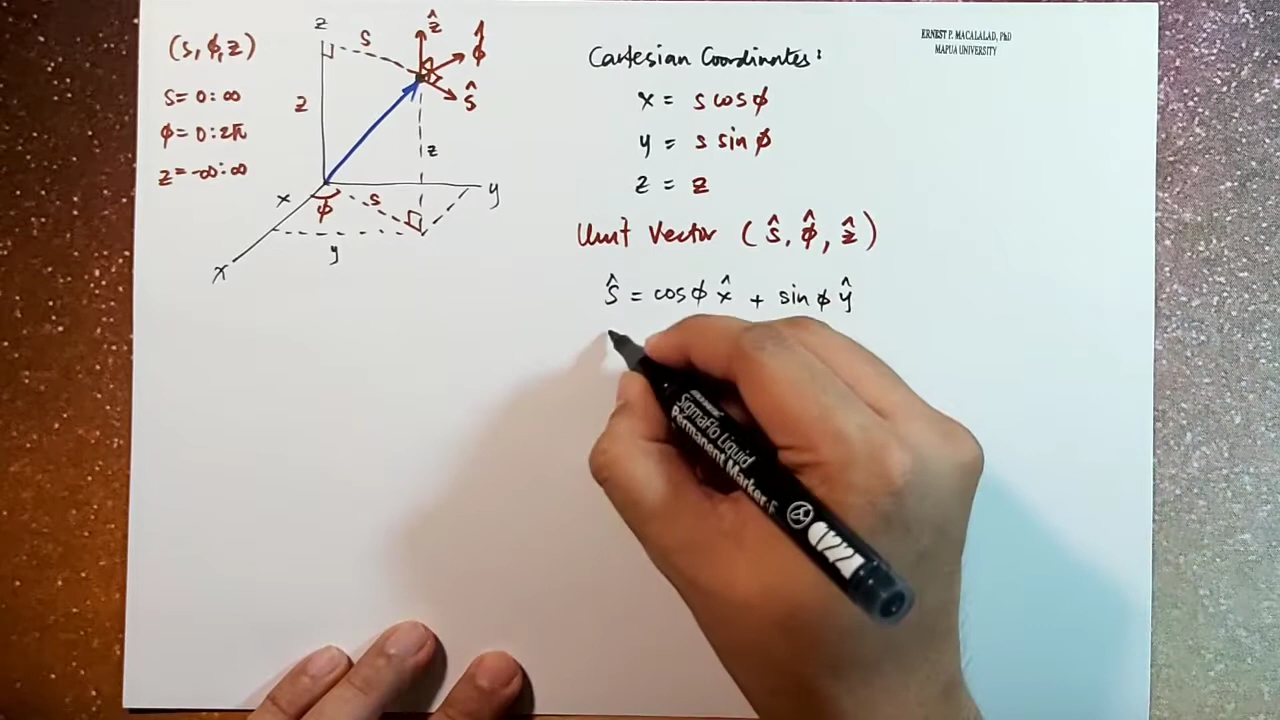 (s, ϕ, z)
s = 0 : ∞
ϕ = 0 : 2π
z = -∞ : ∞
z
s
ẑ
ϕ̂
ŝ
z
z
x
ϕ
s
y
y
x
Cartesian Coordinates:
x = s cos ϕ
y = s sin ϕ
z = z
Unit Vector (ŝ, ϕ̂, ẑ)
ŝ = cos ϕ x̂ + sin ϕ ŷ
ERNEST P. MACALALAD, PhD
MAPUA UNIVERSITY
SigmaFlo Liquid
Permanent Marker-F